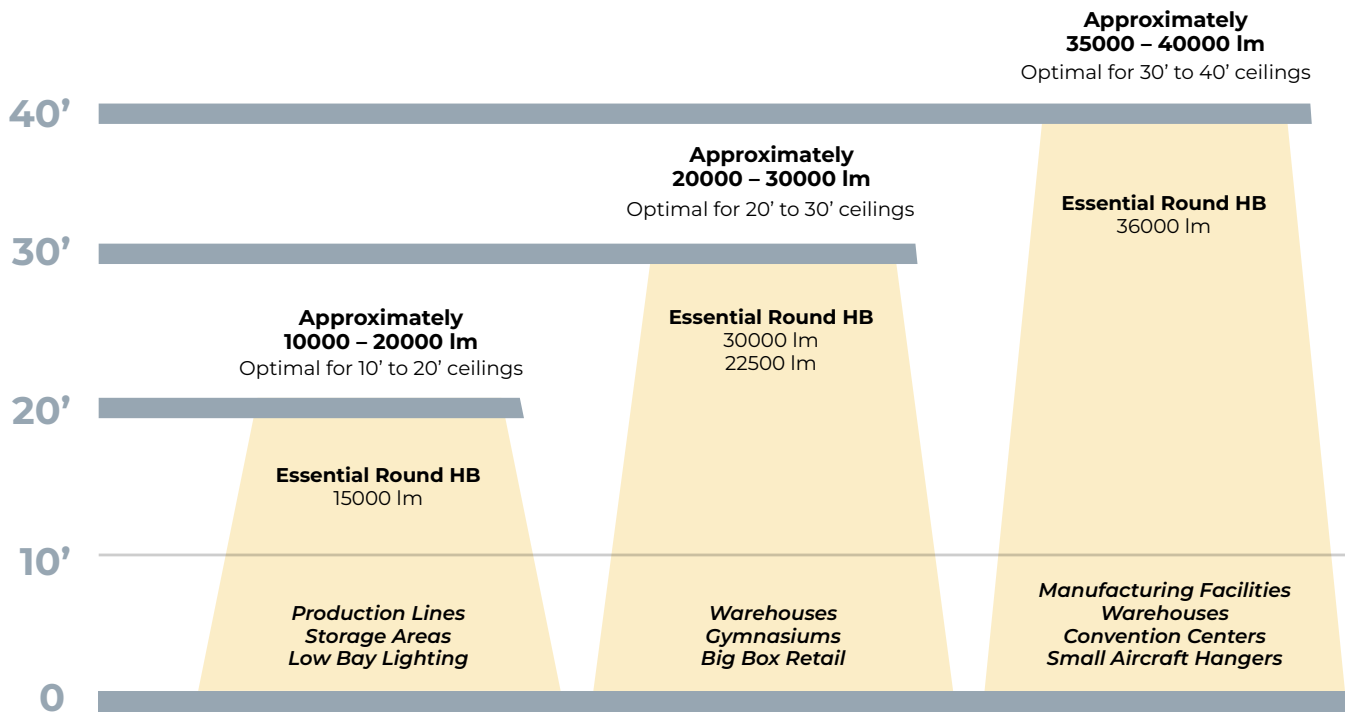 Approximately
35000 – 40000 lm
Optimal for 30’ to 40’ ceilings
40’
Essential Round HB
36000 lm
Approximately
20000 – 30000 lm
Optimal for 20’ to 30’ ceilings
30’
Essential Round HB
30000 lm
22500 lm
Approximately
10000 – 20000 lm
Optimal for 10’ to 20’ ceilings
20’
Essential Round HB
15000 lm
10’
Production Lines
Storage Areas
Low Bay Lighting
Warehouses
Gymnasiums
Big Box Retail
Manufacturing Facilities
Warehouses
Convention Centers
Small Aircraft Hangers
0